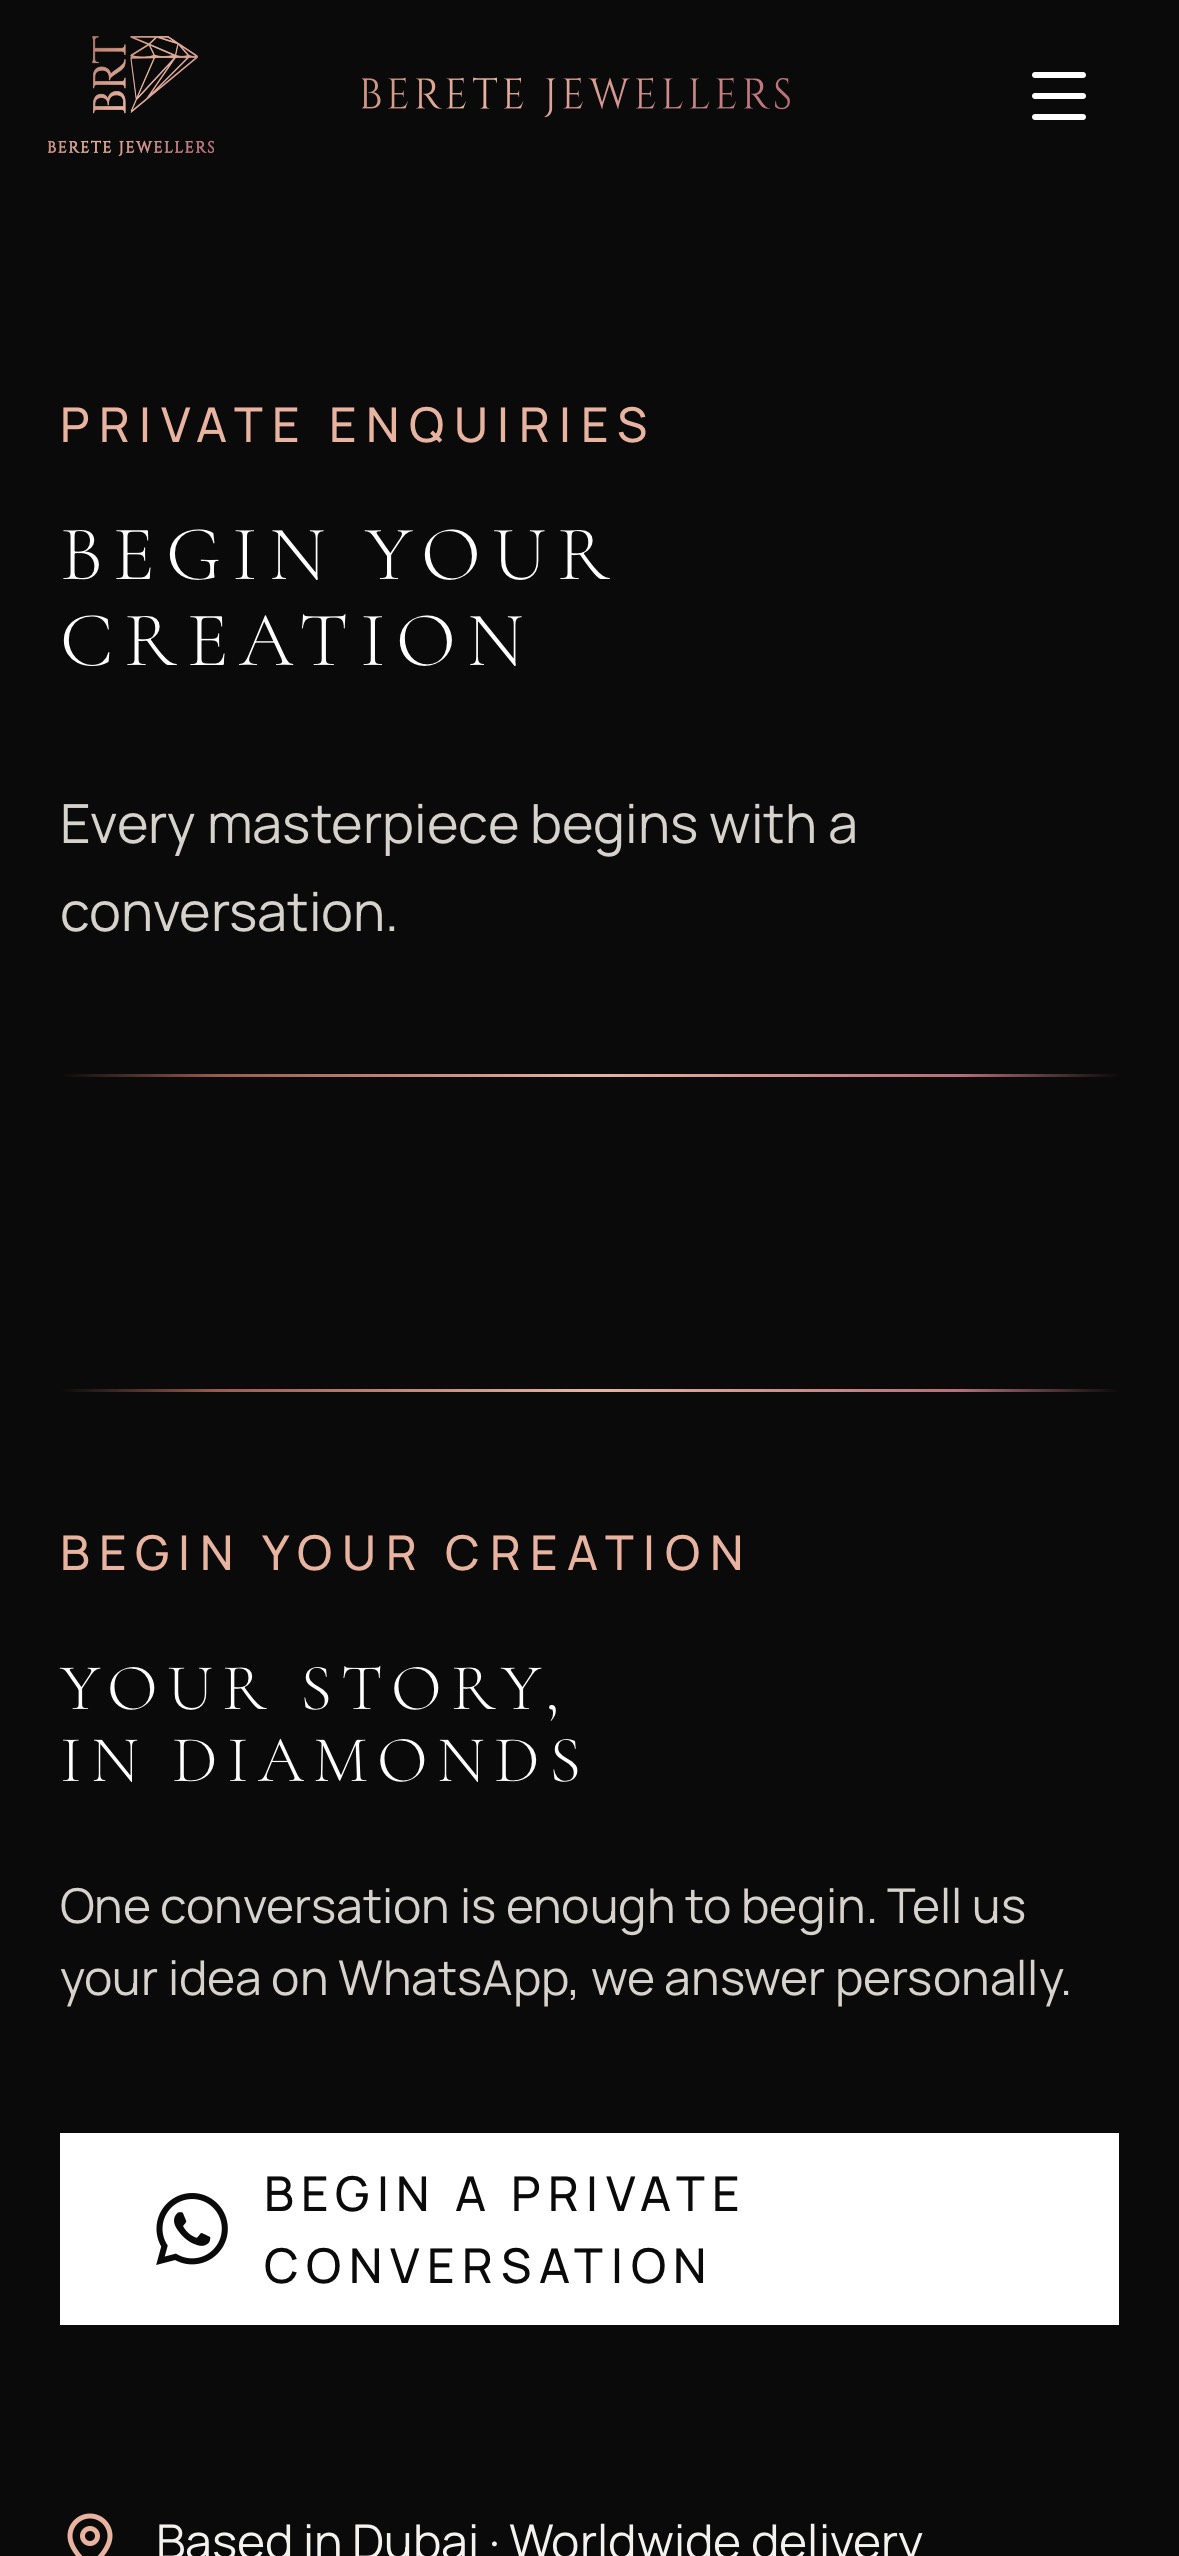 BRT
BERETE JEWELLERS
BERETE JEWELLERS
PRIVATE ENQUIRIES
BEGIN YOUR
CREATION
Every masterpiece begins with a
conversation.
BEGIN YOUR CREATION
YOUR STORY,
IN DIAMONDS
One conversation is enough to begin. Tell us
your idea on WhatsApp, we answer personally.
BEGIN A PRIVATE
CONVERSATION
Based in Dubai · Worldwide delivery